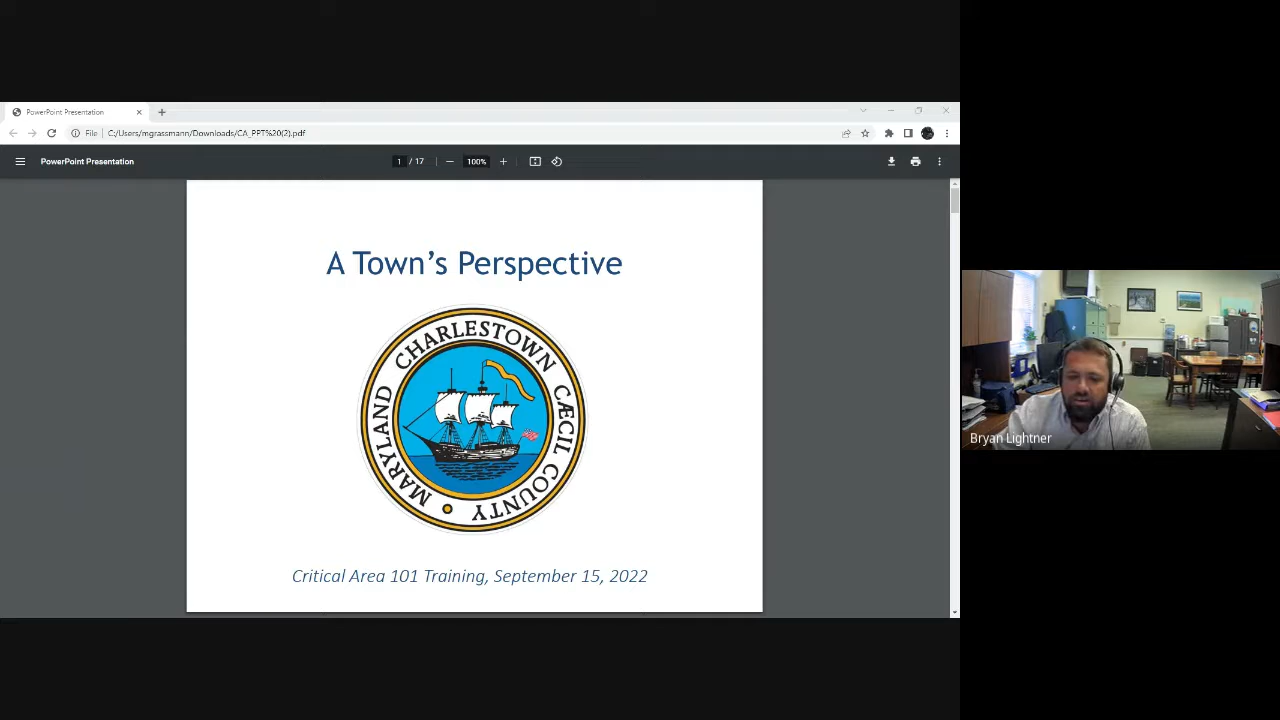 PowerPoint Presentation
File
C:/Users/mgrassmann/Downloads/CA_PPT%20(2).pdf
PowerPoint Presentation
1 / 17
100%
A Town's Perspective
MARYLAND CHARLESTOWN CÆCIL COUNTY
Critical Area 101 Training, September 15, 2022
Bryan Lightner